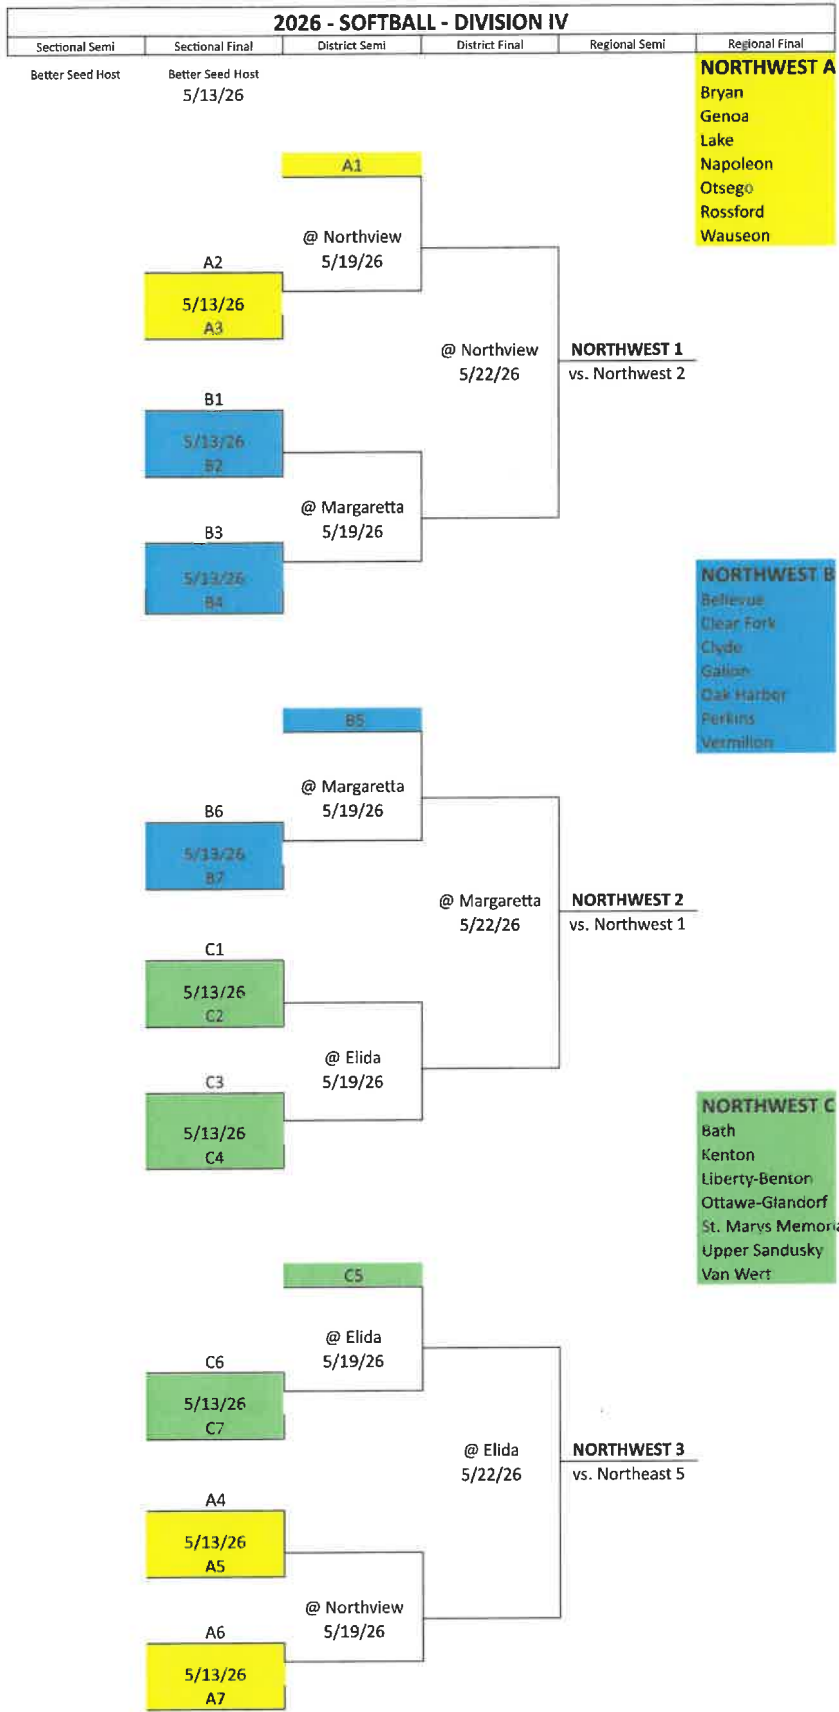 2026 - SOFTBALL - DIVISION IV
Sectional Semi
Sectional Final
District Semi
District Final
Regional Semi
Regional Final
Better Seed Host
Better Seed Host
5/13/26
NORTHWEST A
Bryan
Genoa
Lake
Napoleon
Otsego
Rossford
Wauseon
A1
@ Northview
5/19/26
A2
5/13/26
A3
@ Northview
5/22/26
NORTHWEST 1
vs. Northwest 2
B1
5/13/26
B2
@ Margaretta
5/19/26
B3
5/13/26
B4
NORTHWEST B
Bellevue
Clear Fork
Clyde
Galion
Oak Harbor
Perkins
Vermilion
B5
@ Margaretta
5/19/26
B6
5/13/26
B7
@ Margaretta
5/22/26
NORTHWEST 2
vs. Northwest 1
C1
5/13/26
C2
@ Elida
5/19/26
C3
5/13/26
C4
NORTHWEST C
Bath
Kenton
Liberty-Benton
Ottawa-Glandorf
St. Marys Memoria
Upper Sandusky
Van Wert
C5
@ Elida
5/19/26
C6
5/13/26
C7
@ Elida
5/22/26
NORTHWEST 3
vs. Northeast 5
A4
5/13/26
A5
@ Northview
5/19/26
A6
5/13/26
A7